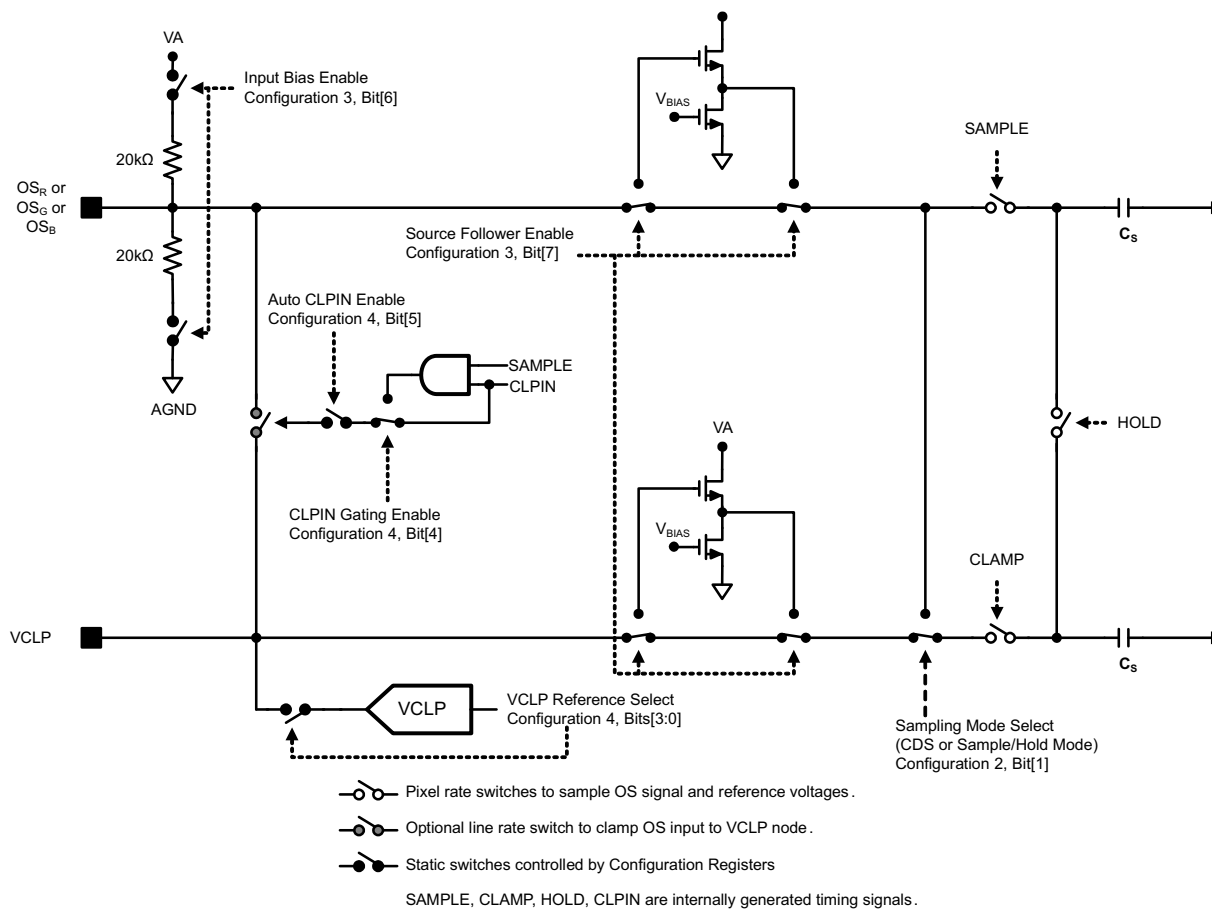 VA
Input Bias Enable
Configuration 3, Bit[6]
VBIAS
SAMPLE
20kΩ
OSR or
OSG or
OSB
20kΩ
Source Follower Enable
Configuration 3, Bit[7]
CS
Auto CLPIN Enable
Configuration 4, Bit[5]
SAMPLE
CLPIN
AGND
HOLD
VA
CLPIN Gating Enable
Configuration 4, Bit[4]
VBIAS
CLAMP
VCLP
CS
VCLP
VCLP Reference Select
Configuration 4, Bits[3:0]
Sampling Mode Select
(CDS or Sample/Hold Mode)
Configuration 2, Bit[1]
Pixel rate switches to sample OS signal and reference voltages.
Optional line rate switch to clamp OS input to VCLP node.
Static switches controlled by Configuration Registers
SAMPLE, CLAMP, HOLD, CLPIN are internally generated timing signals.